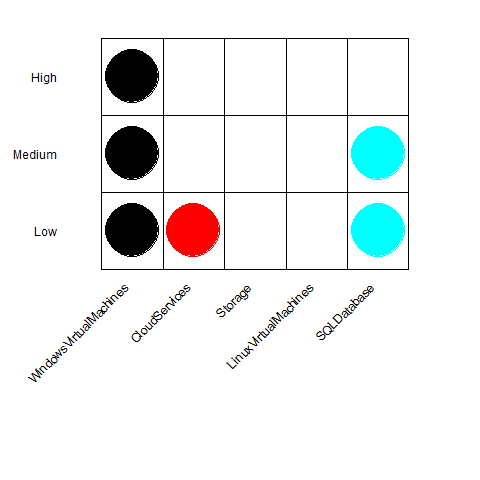 High
Medium
Low
WindowsVirtualMachines
CloudServices
Storage
LinuxVirtualMachines
SQLDatabase